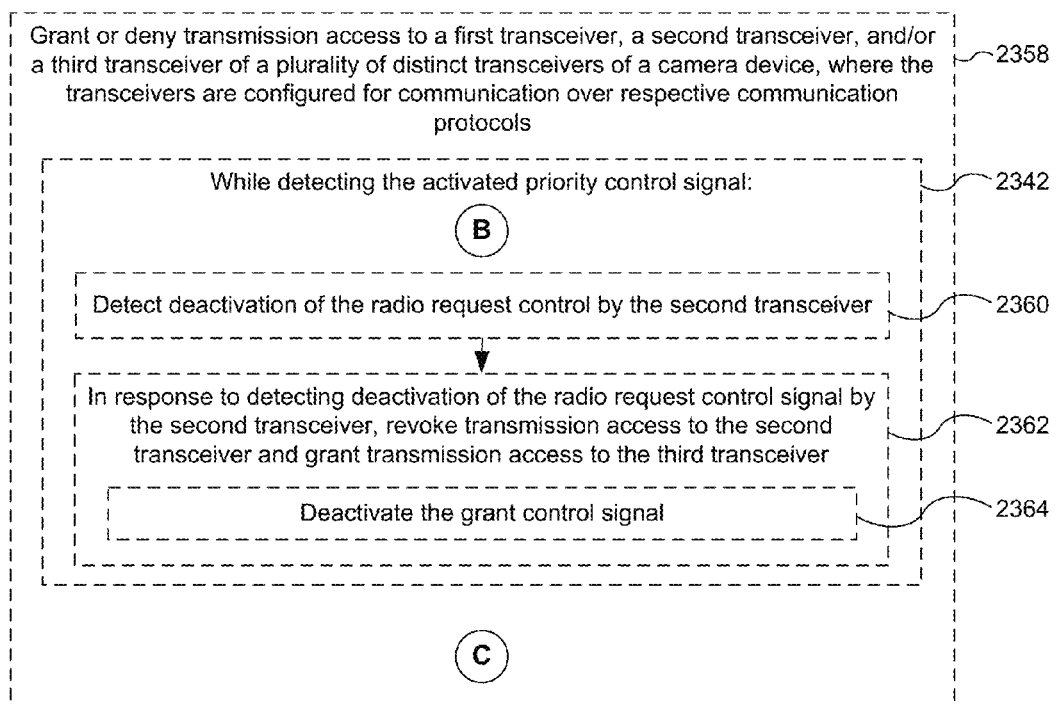 Grant or deny transmission access to a first transceiver, a second transceiver, and/or
a third transceiver of a plurality of distinct transceivers of a camera device, where the
transceivers are configured for communication over respective communication
protocols
2358
While detecting the activated priority control signal:
2342
B
Detect deactivation of the radio request control by the second transceiver
2360
In response to detecting deactivation of the radio request control signal by
the second transceiver, revoke transmission access to the second
transceiver and grant transmission access to the third transceiver
2362
Deactivate the grant control signal
2364
C